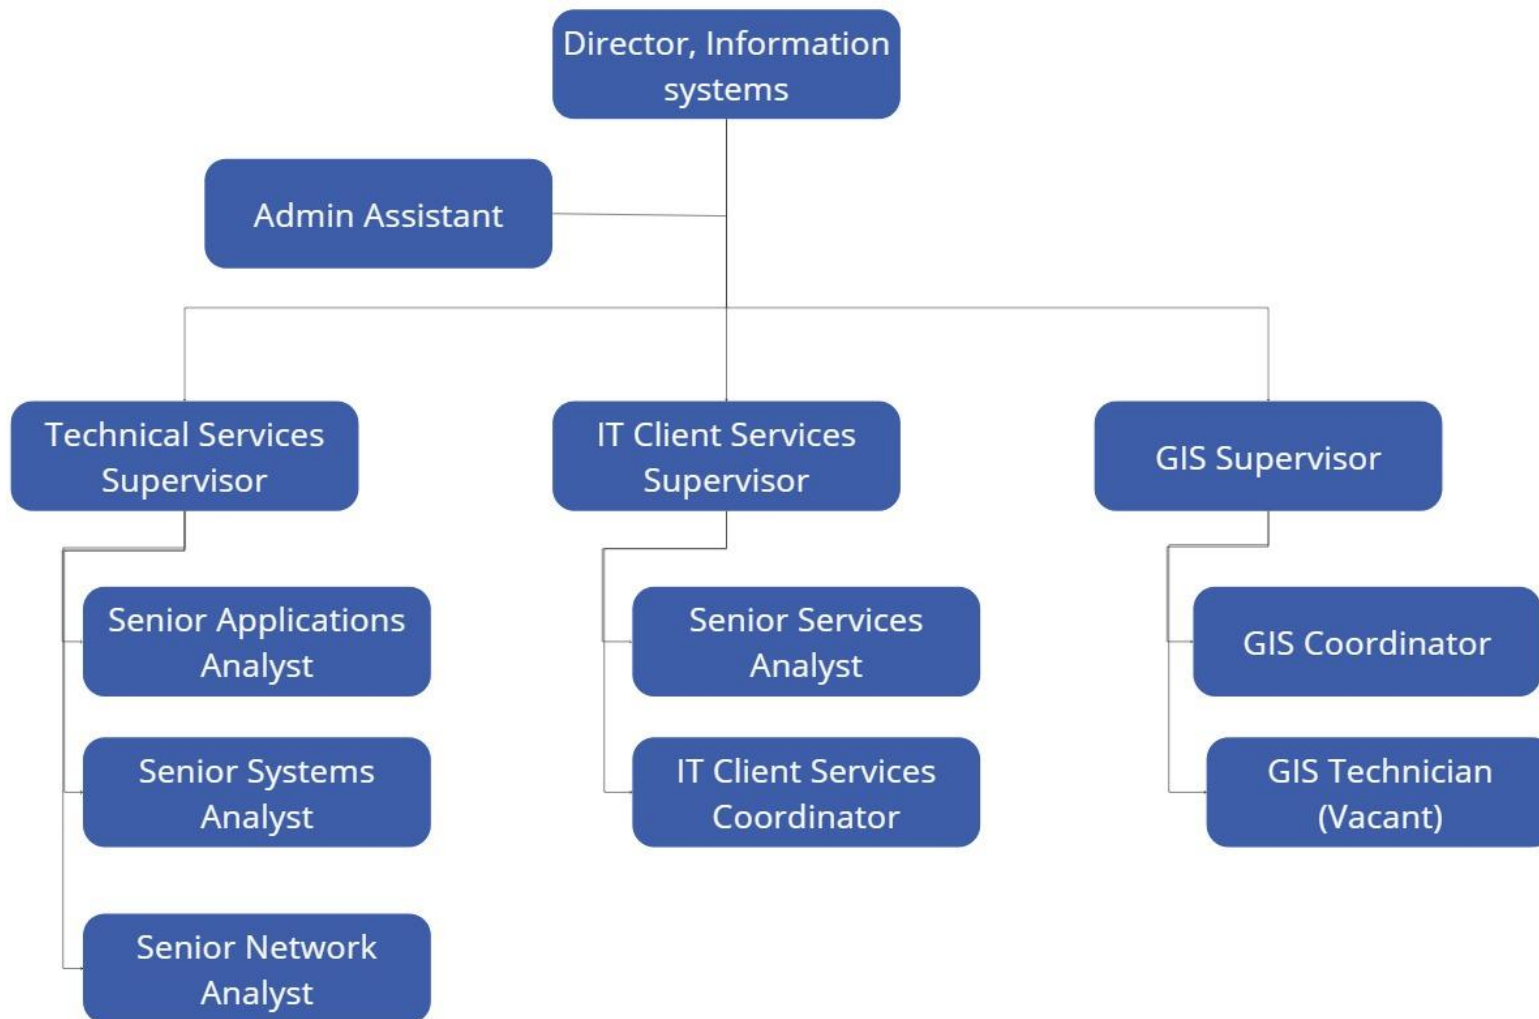 Director, Information
systems
Admin Assistant
Technical Services
Supervisor
IT Client Services
Supervisor
GIS Supervisor
Senior Applications
Analyst
Senior Services
Analyst
GIS Coordinator
Senior Systems
Analyst
IT Client Services
Coordinator
GIS Technician
(Vacant)
Senior Network
Analyst